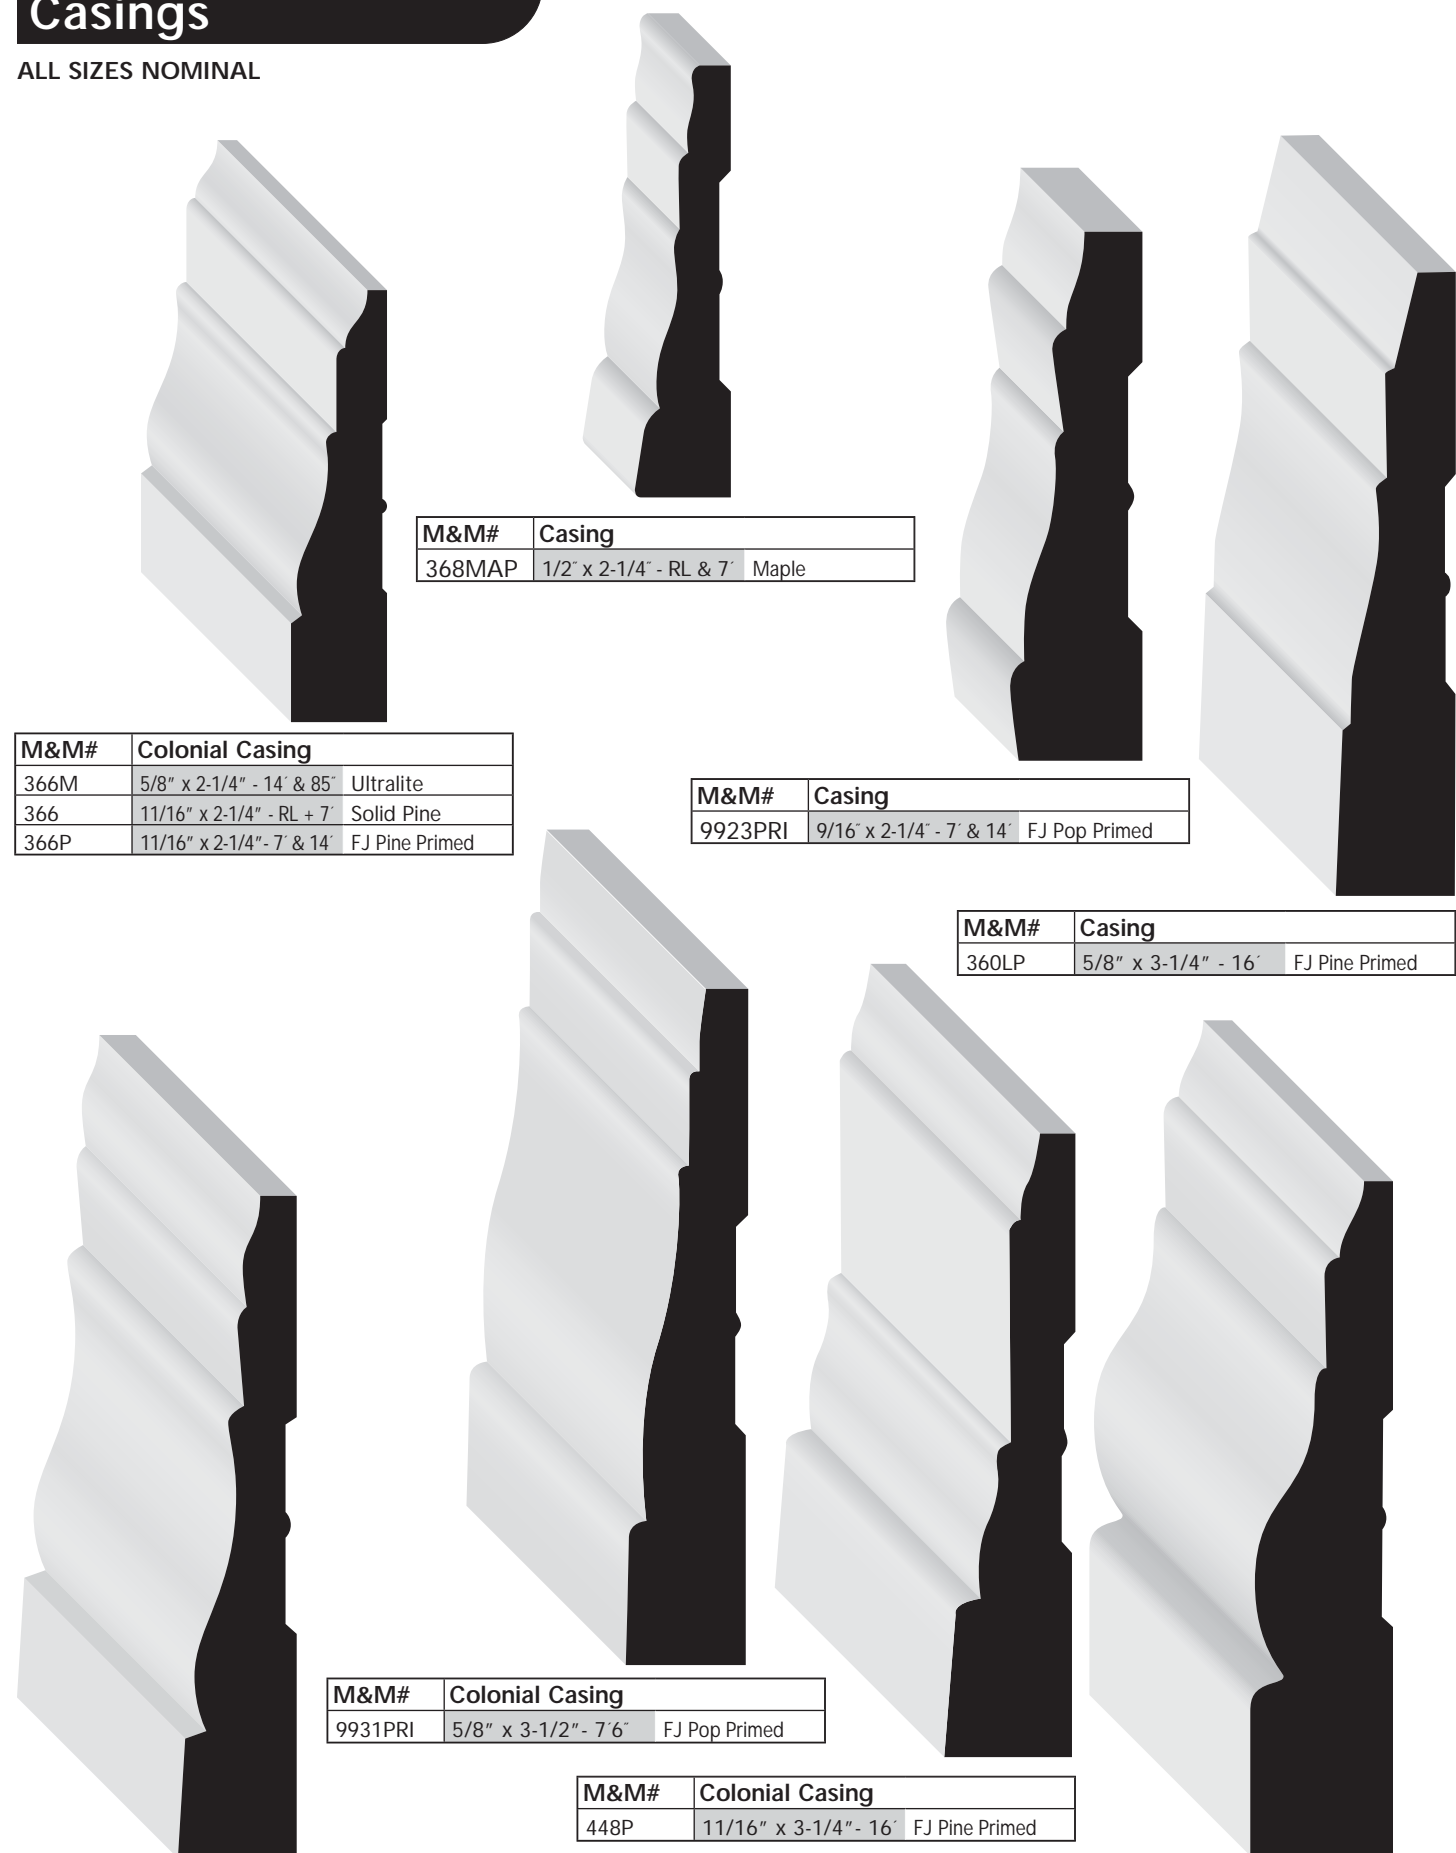 Casings
ALL SIZES NOMINAL
M&M# Casing
368MAP 1/2˝ x 2-1/4˝ - RL & 7´ Maple
M&M# Colonial Casing
366M 5/8” x 2-1/4” - 14´ & 85˝ Ultralite
366 11/16” x 2-1/4” - RL + 7´ Solid Pine
366P 11/16” x 2-1/4”- 7´ & 14´ FJ Pine Primed
M&M# Casing
9923PRI 9/16˝ x 2-1/4˝ - 7´ & 14´ FJ Pop Primed
M&M# Casing
360LP 5/8” x 3-1/4” - 16´ FJ Pine Primed
M&M# Colonial Casing
9931PRI 5/8” x 3-1/2”- 7´6˝ FJ Pop Primed
M&M# Colonial Casing
448P 11/16” x 3-1/4”- 16´ FJ Pine Primed